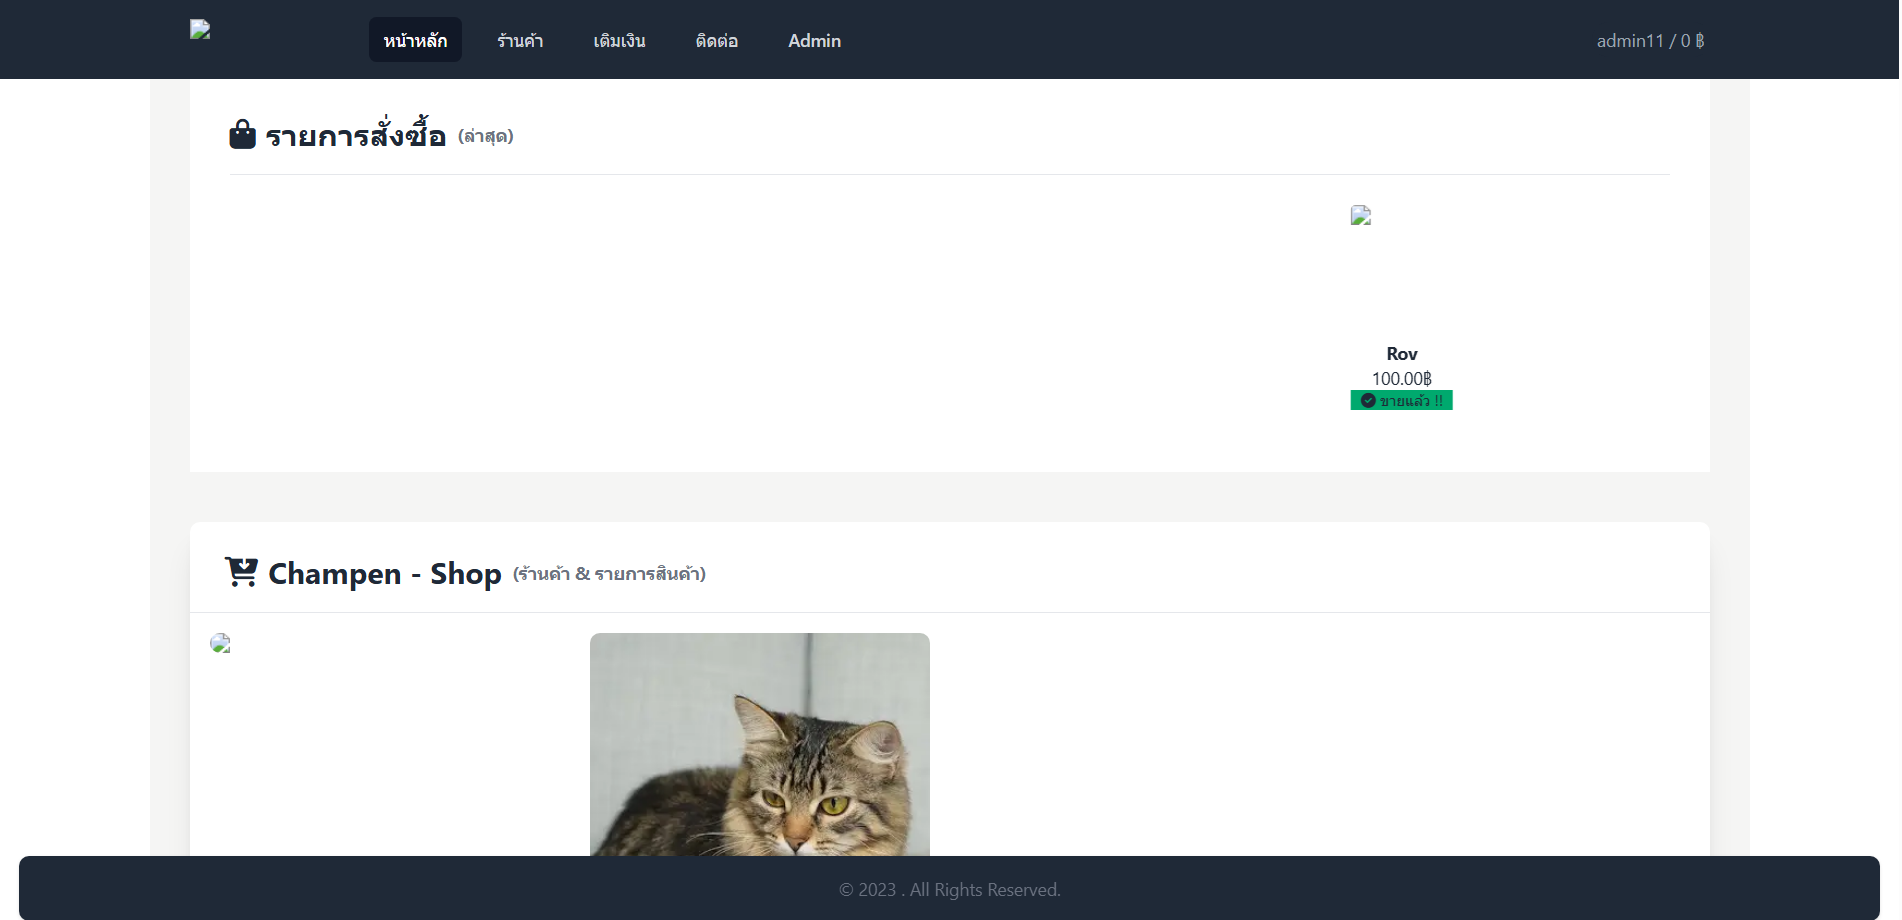 หน้าหลัก ร้านค้า เติมเงิน ติดต่อ Admin admin11 / 0 ฿
รายการสั่งซื้อ (ล่าสุด)
Rov
100.00฿
ขายแล้ว !!
Champen - Shop (ร้านค้า & รายการสินค้า)
© 2023 . All Rights Reserved.